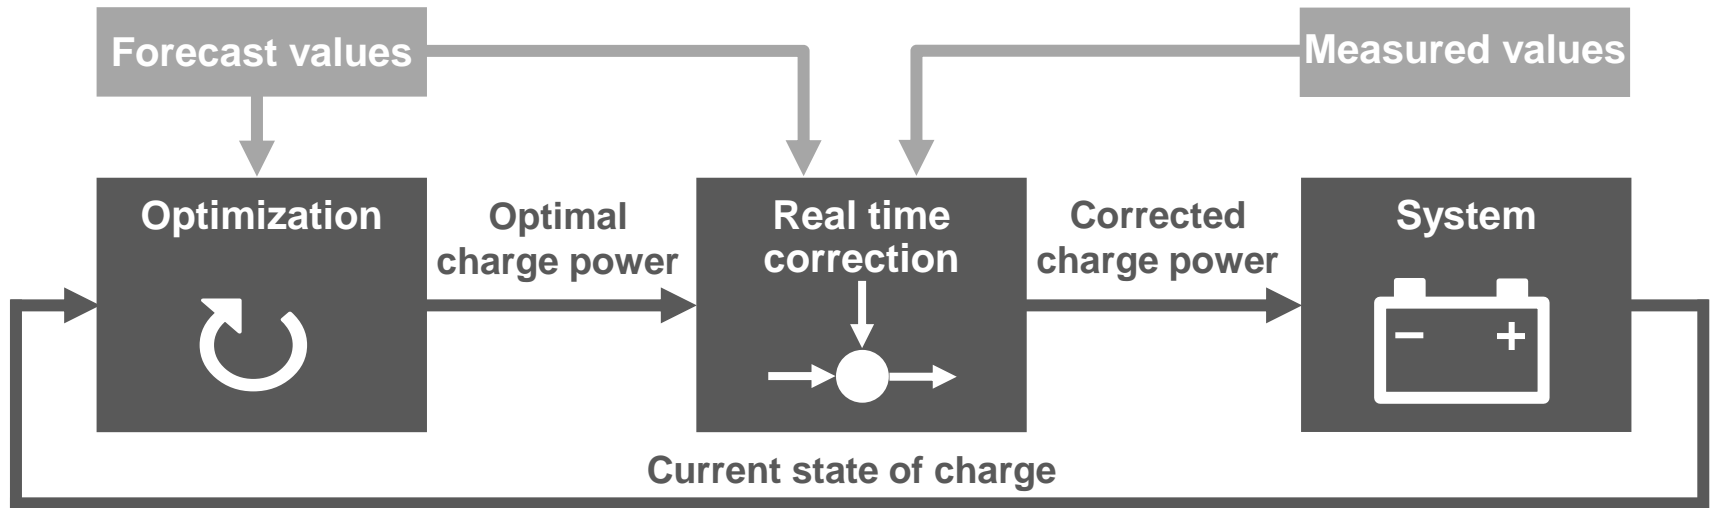 Forecast values
Measured values
Optimization
Optimal
charge power
Real time
correction
Corrected
charge power
System
− +
Current state of charge